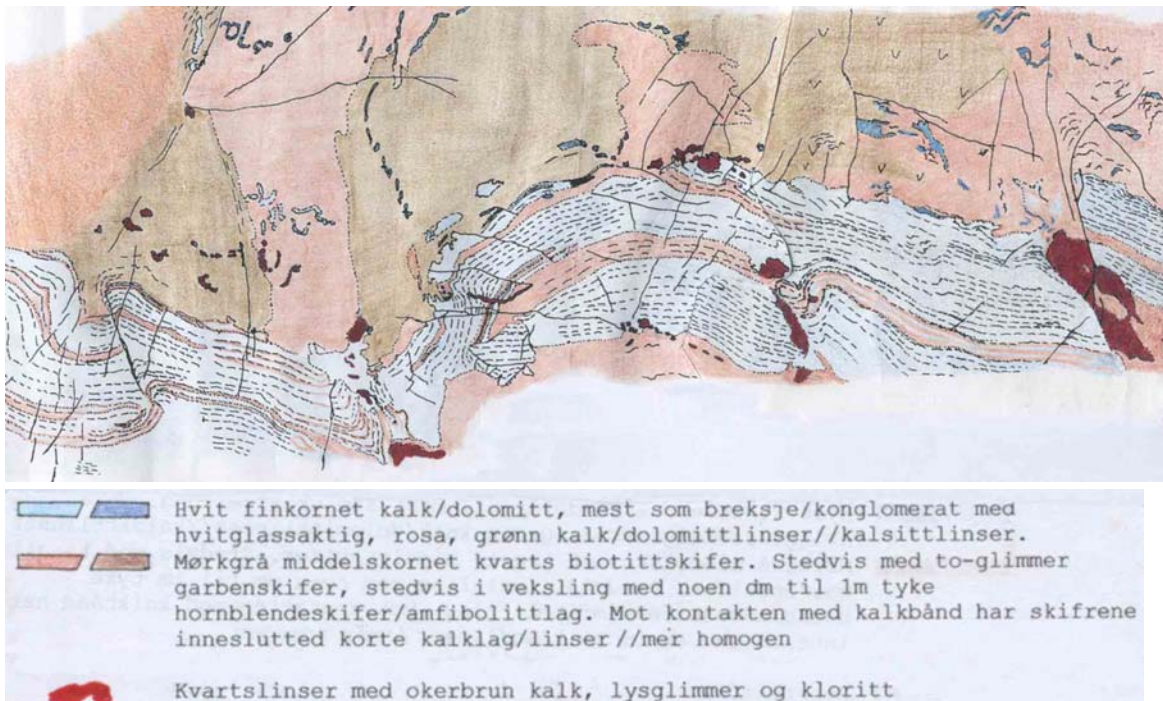 Hvit finkornet kalk/dolomitt, mest som breksje/konglomerat med
hvitglassaktig, rosa, grønn kalk/dolomittlinser//kalsittlinser.
Mørkgrå middelskornet kvarts biotittskifer. Stedvis med to-glimmer
garbenskifer, stedvis i veksling med noen dm til 1m tyke
hornblendeskifer/amfibolittlag. Mot kontakten med kalkbånd har skifrene
inneslutted korte kalklag/linser//mer homogen
Kvartslinser med okerbrun kalk, lysglimmer og kloritt